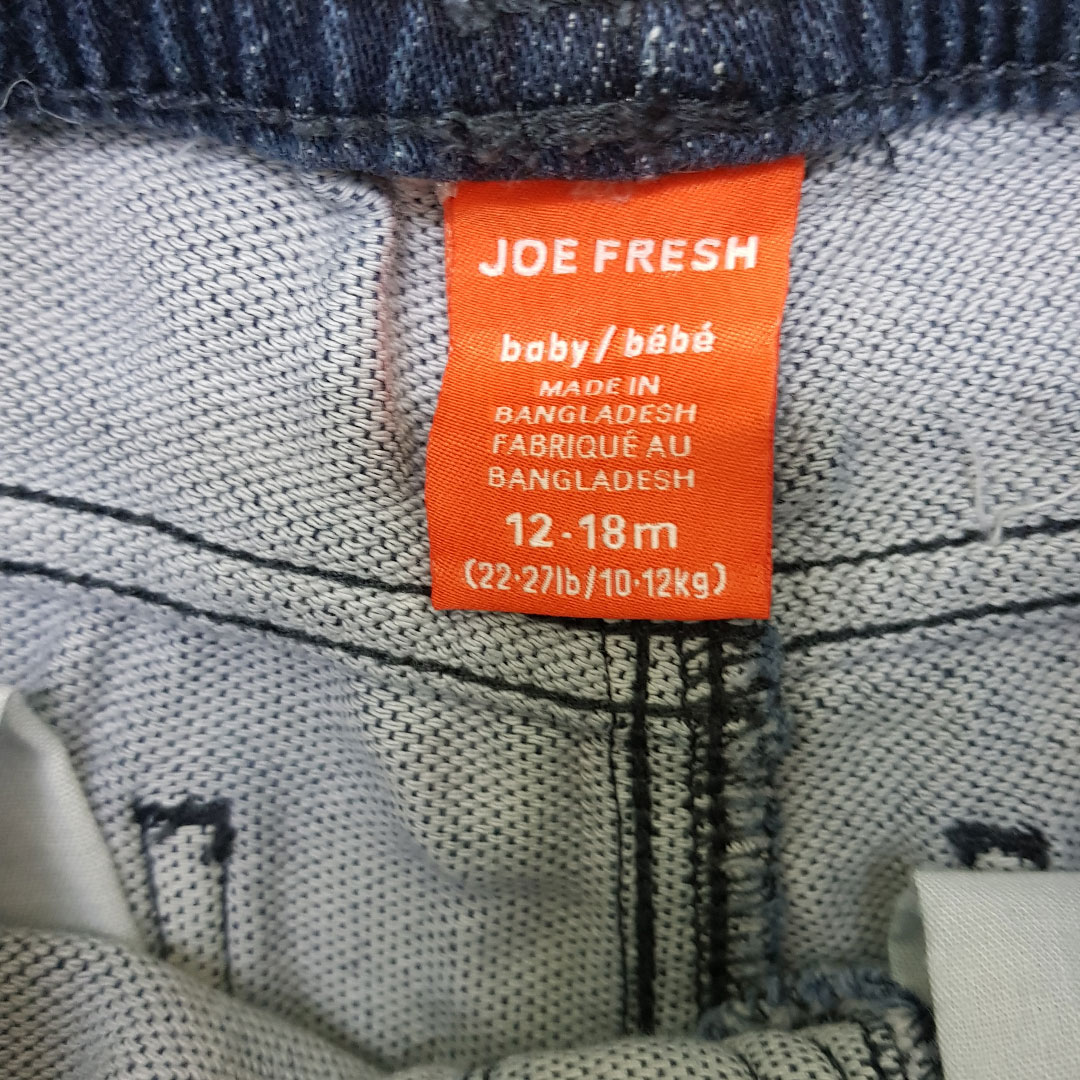 JOE FRESH
baby/bébé
MADE IN
BANGLADESH
FABRIQUÉ AU
BANGLADESH
12-18m
(22-27lb/10-12kg)